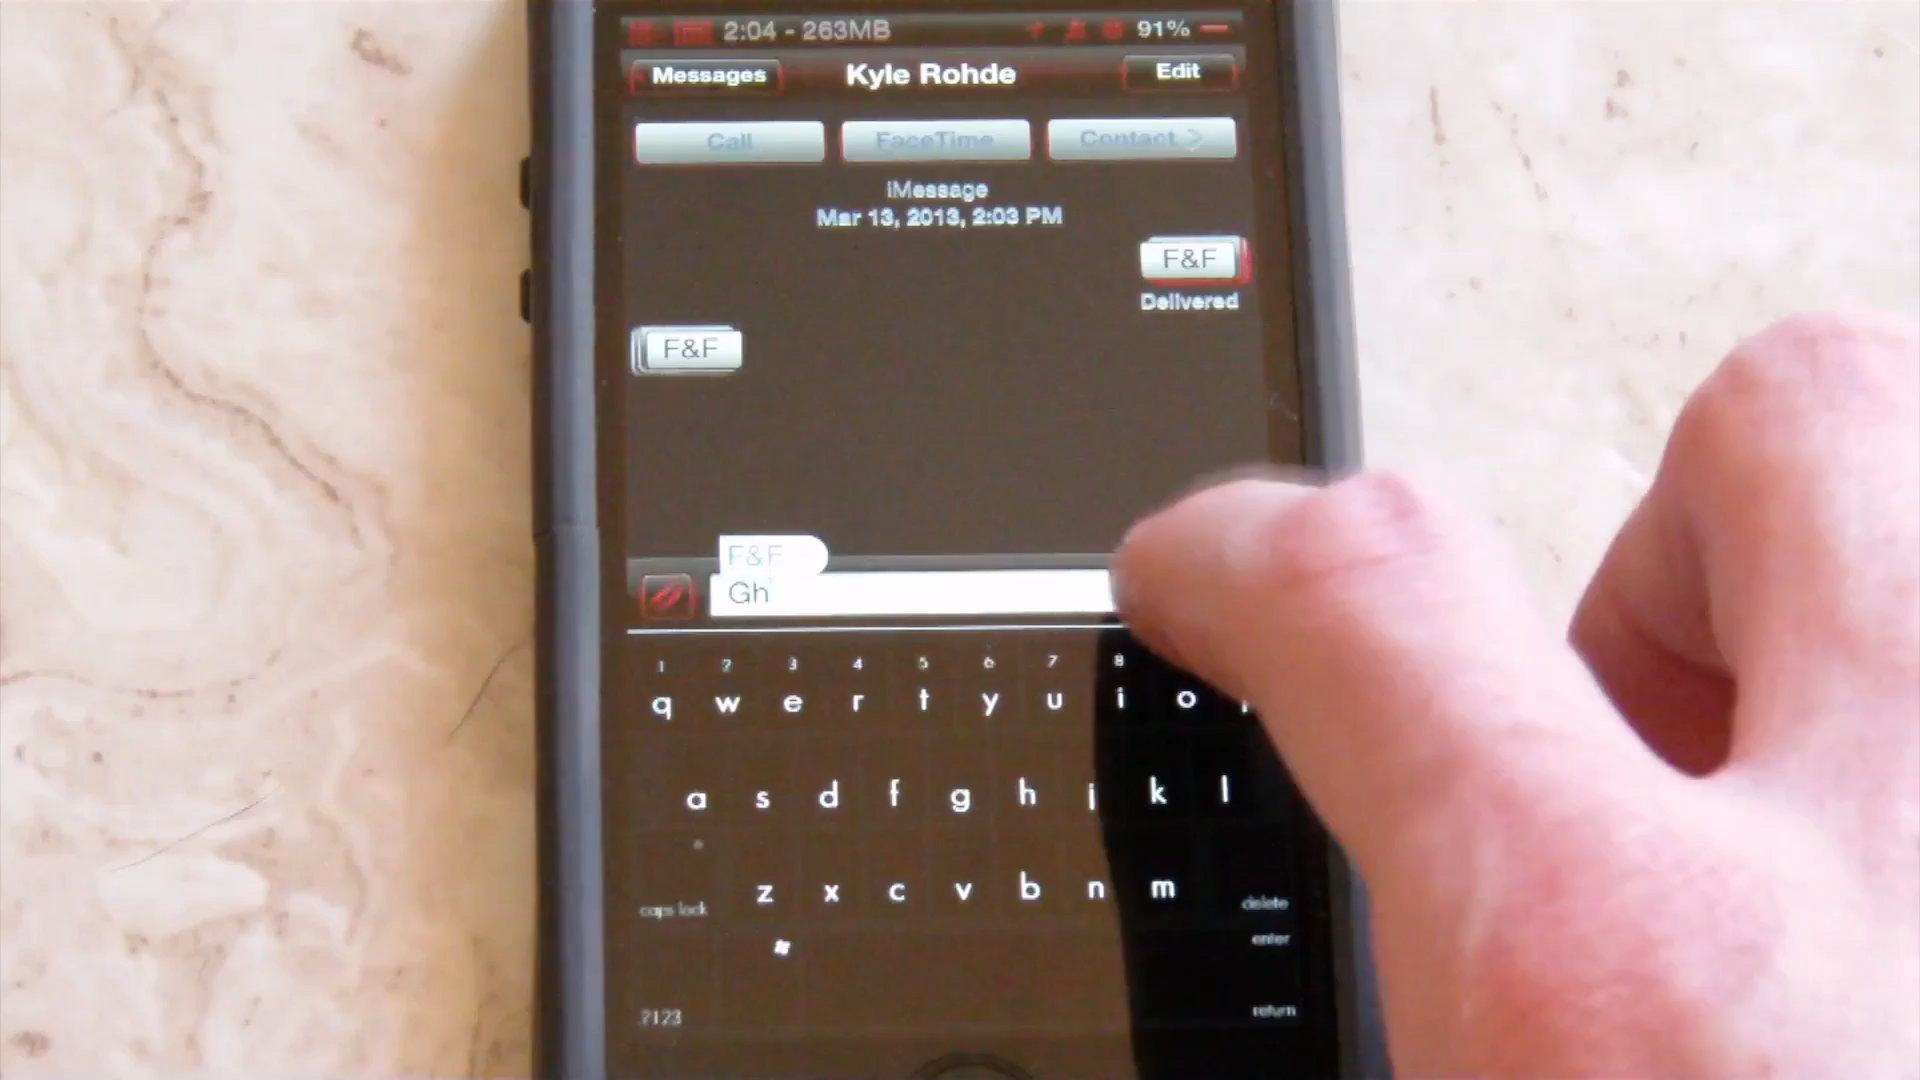 2:04 - 263MB 91%
Messages Kyle Rohde Edit
Call FaceTime Contact >
iMessage
Mar 13, 2013, 2:03 PM
F&F
Delivered
F&F
F&F
Gh
1 2 3 4 5 6 7 8
q w e r t y u i o
a s d f g h j k l
caps lock z x c v b n m delete
enter
.?123 return